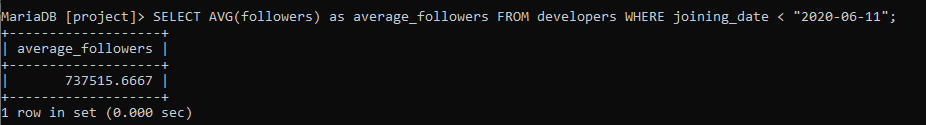 MariaDB [project]> SELECT AVG(followers) as average_followers FROM developers WHERE joining_date < "2020-06-11";
+-------------------+
| average_followers |
+-------------------+
|       737515.6667 |
+-------------------+
1 row in set (0.000 sec)